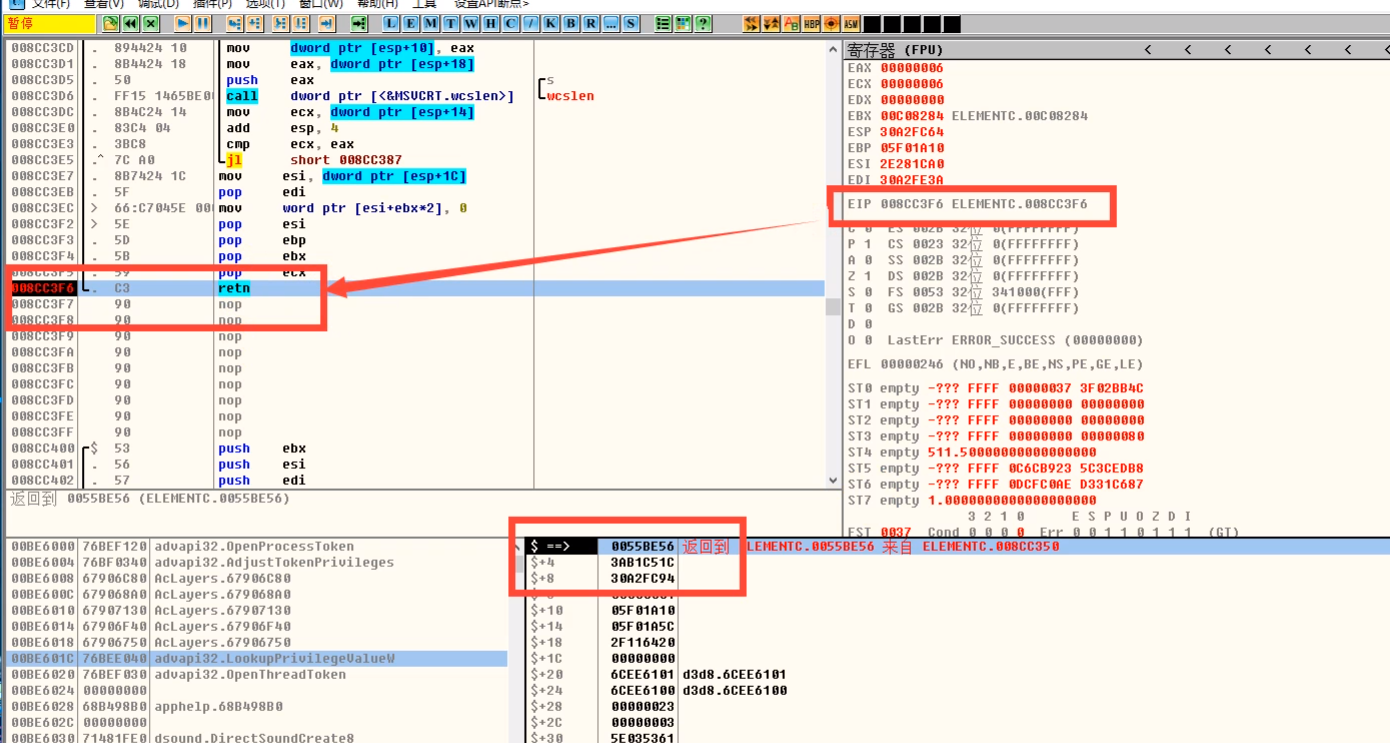 文件(F) 查看(V) 调试(D) 插件(P) 选项(T) 窗口(W) 帮助(H) 工具 设置API断点>
暂停 L E M T W H C / K B R ... S ? HBP ASM
008CC3CD . 894424 10 mov dword ptr [esp+10], eax
008CC3D1 . 8B4424 18 mov eax, dword ptr [esp+18]
008CC3D5 . 50 push eax s
008CC3D6 . FF15 1465BE0 call dword ptr [<&MSVCRT.wcslen>] wcslen
008CC3DC . 8B4C24 14 mov ecx, dword ptr [esp+14]
008CC3E0 . 83C4 04 add esp, 4
008CC3E3 . 3BC8 cmp ecx, eax
008CC3E5 .^ 7C A0 jl short 008CC387
008CC3E7 . 8B7424 1C mov esi, dword ptr [esp+1C]
008CC3EB . 5F pop edi
008CC3EC > 66:C7045E 00 mov word ptr [esi+ebx*2], 0
008CC3F2 > 5E pop esi
008CC3F3 . 5D pop ebp
008CC3F4 . 5B pop ebx
008CC3F5 . 59 pop ecx
008CC3F6 . C3 retn
008CC3F7 90 nop
008CC3F8 90 nop
008CC3F9 90 nop
008CC3FA 90 nop
008CC3FB 90 nop
008CC3FC 90 nop
008CC3FD 90 nop
008CC3FE 90 nop
008CC3FF 90 nop
008CC400 $ 53 push ebx
008CC401 . 56 push esi
008CC402 . 57 push edi
返回到 0055BE56 (ELEMENTC.0055BE56)
寄存器 (FPU) < < < < < < <
EAX 00000006
ECX 00000006
EDX 00000000
EBX 00C08284 ELEMENTC.00C08284
ESP 30A2FC64
EBP 05F01A10
ESI 2E281CA0
EDI 30A2FE3A
EIP 008CC3F6 ELEMENTC.008CC3F6
C 0 ES 002B 32位 0(FFFFFFFF)
P 1 CS 0023 32位 0(FFFFFFFF)
A 0 SS 002B 32位 0(FFFFFFFF)
Z 1 DS 002B 32位 0(FFFFFFFF)
S 0 FS 0053 32位 341000(FFF)
T 0 GS 002B 32位 0(FFFFFFFF)
D 0
O 0 LastErr ERROR_SUCCESS (00000000)
EFL 00000246 (NO,NB,E,BE,NS,PE,GE,LE)
ST0 empty -??? FFFF 00000037 3F02BB4C
ST1 empty -??? FFFF 00000000 00000000
ST2 empty -??? FFFF 00000000 00000000
ST3 empty -??? FFFF 00000000 00000080
ST4 empty 511.50000000000000000
ST5 empty -??? FFFF 0C6CB923 5C3CEDB8
ST6 empty -??? FFFF 0DCFC0AE D331C687
ST7 empty 1.0000000000000000000
3 2 1 0 E S P U O Z D I
FST 0037 Cond 0 0 0 0 Err 0 0 1 1 0 1 1 1 (GT)
00BE6000 76BEF120 advapi32.OpenProcessToken
00BE6004 76BF0340 advapi32.AdjustTokenPrivileges
00BE6008 67906C80 AcLayers.67906C80
00BE600C 679068A0 AcLayers.679068A0
00BE6010 67907130 AcLayers.67907130
00BE6014 67906F40 AcLayers.67906F40
00BE6018 67906750 AcLayers.67906750
00BE601C 76BEE040 advapi32.LookupPrivilegeValueW
00BE6020 76BEF030 advapi32.OpenThreadToken
00BE6024 00000000
00BE6028 68B498B0 apphelp.68B498B0
00BE602C 00000000
00BE6030 71481FE0 dsound.DirectSoundCreate8
$ ==> 0055BE56 返回到 ELEMENTC.0055BE56 来自 ELEMENTC.008CC350
$+4 3AB1C51C
$+8 30A2FC94
$+10 05F01A10
$+14 05F01A5C
$+18 2F116420
$+1C 00000000
$+20 6CEE6101 d3d8.6CEE6101
$+24 6CEE6100 d3d8.6CEE6100
$+28 00000023
$+2C 00000003
$+30 5E035361